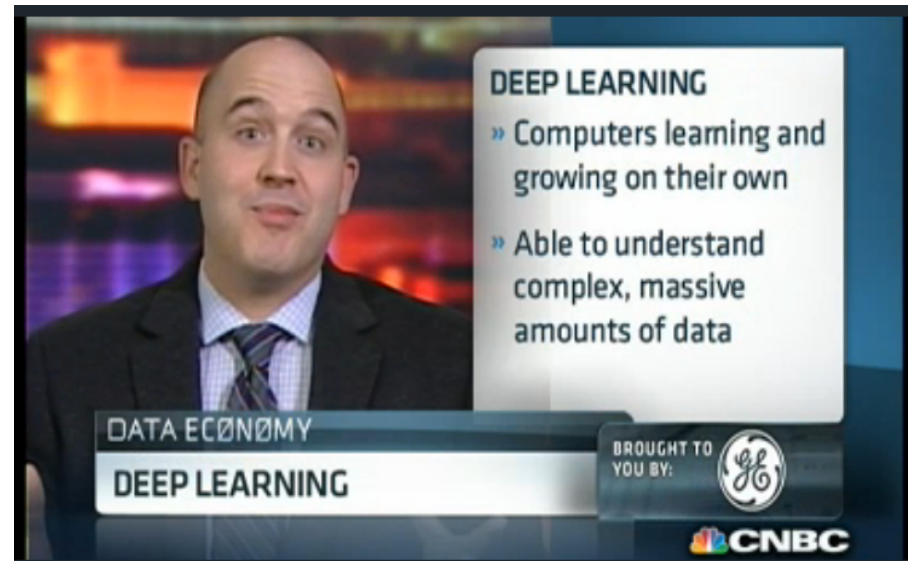 DEEP LEARNING
» Computers learning and
growing on their own
» Able to understand
complex, massive
amounts of data
DATA ECØNØMY
DEEP LEARNING
BROUGHT TO
YOU BY:
GE
CNBC